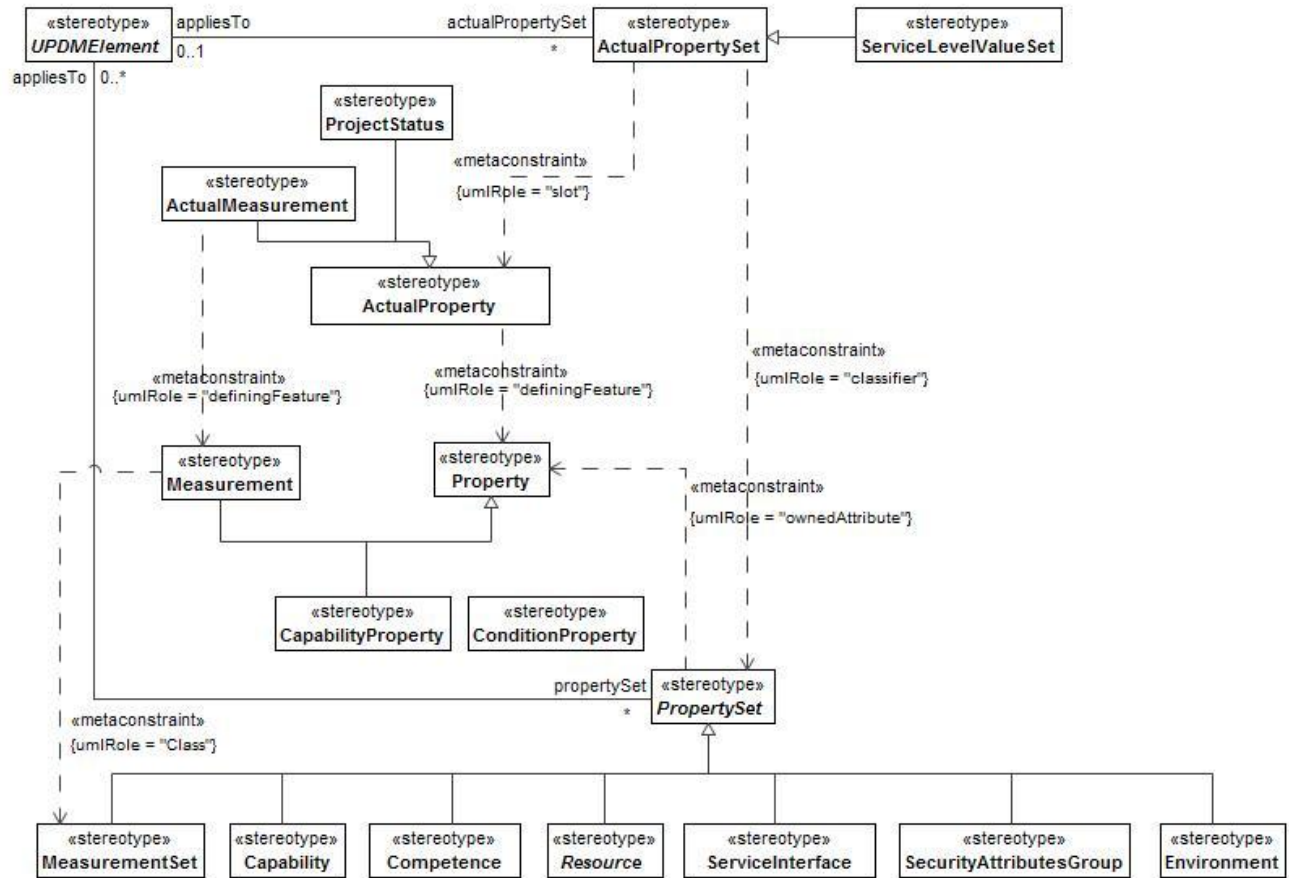 «stereotype»
UPDMElement
appliesTo
0..1
actualPropertySet
*
«stereotype»
ActualPropertySet
«stereotype»
ServiceLevelValueSet
appliesTo
0..*
«stereotype»
ProjectStatus
«metaconstraint»
{umlRole = "slot"}
«stereotype»
ActualMeasurement
«stereotype»
ActualProperty
«metaconstraint»
{umlRole = "classifier"}
«metaconstraint»
{umlRole = "definingFeature"}
«metaconstraint»
{umlRole = "definingFeature"}
«stereotype»
Measurement
«stereotype»
Property
«metaconstraint»
{umlRole = "ownedAttribute"}
«stereotype»
CapabilityProperty
«stereotype»
ConditionProperty
propertySet
*
«stereotype»
PropertySet
«metaconstraint»
{umlRole = "Class"}
«stereotype»
MeasurementSet
«stereotype»
Capability
«stereotype»
Competence
«stereotype»
Resource
«stereotype»
ServiceInterface
«stereotype»
SecurityAttributesGroup
«stereotype»
Environment